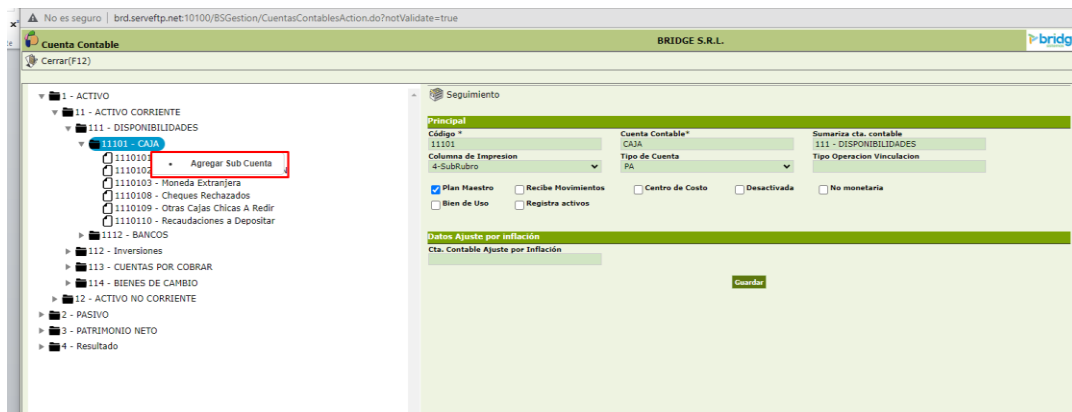 No es seguro | brd.serveftp.net:10100/BSGestion/CuentasContablesAction.do?notValidate=true
Cuenta Contable
BRIDGE S.R.L.
bridg
Cerrar(F12)
1 - ACTIVO
11 - ACTIVO CORRIENTE
111 - DISPONIBILIDADES
11101 - CAJA
1110101
Agregar Sub Cuenta
1110102
1110103 - Moneda Extranjera
1110108 - Cheques Rechazados
1110109 - Otras Cajas Chicas A Redir
1110110 - Recaudaciones a Depositar
1112 - BANCOS
112 - Inversiones
113 - CUENTAS POR COBRAR
114 - BIENES DE CAMBIO
12 - ACTIVO NO CORRIENTE
2 - PASIVO
3 - PATRIMONIO NETO
4 - Resultado
Seguimiento
Principal
Código * Cuenta Contable* Sumariza cta. contable
11101 CAJA 111 - DISPONIBILIDADES
Columna de Impresion Tipo de Cuenta Tipo Operacion Vinculacion
4-SubRubro PA
Plan Maestro Recibe Movimientos Centro de Costo Desactivada No monetaria
Bien de Uso Registra activos
Datos Ajuste por inflación
Cta. Contable Ajuste por Inflación
Guardar